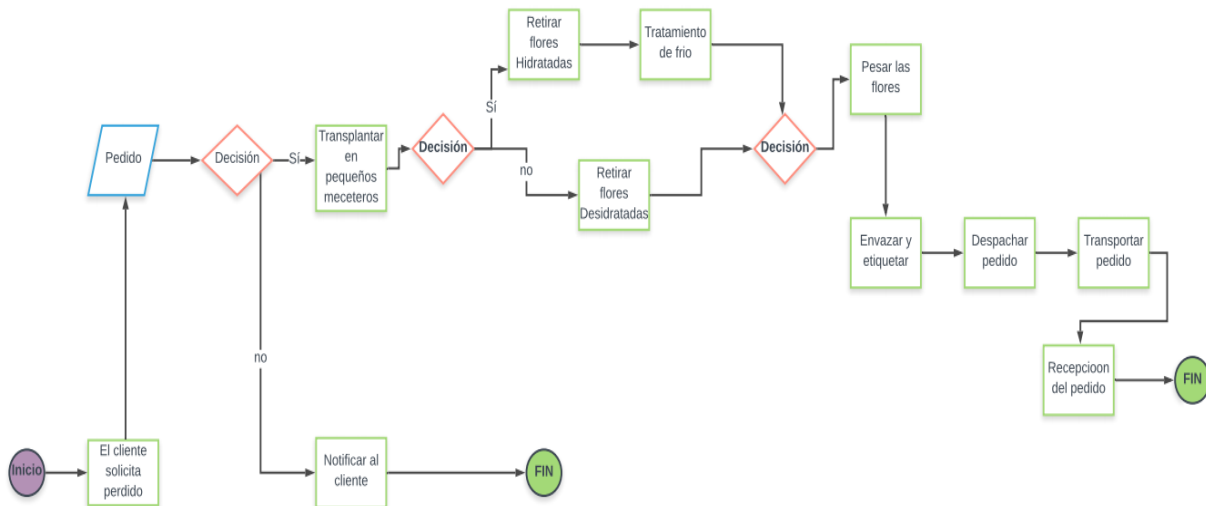 Inicio
El cliente
solicita
perdido
Pedido
Decisión
Sí
no
Notificar al
cliente
FIN
Transplantar
en
pequeños
meceteros
Decisión
Sí
no
Retirar
flores
Hidratadas
Tratamiento
de frio
Retirar
flores
Desidratadas
Decisión
Pesar las
flores
Envazar y
etiquetar
Despachar
pedido
Transportar
pedido
Recepcioon
del pedido
FIN